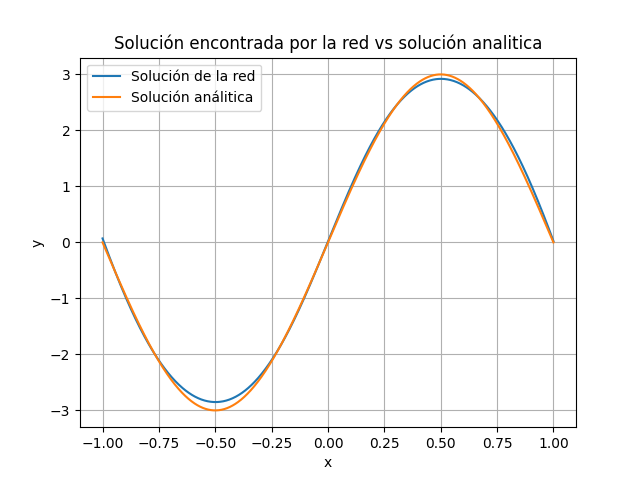 Solución encontrada por la red vs solución analitica
Solución de la red
Solución análitica
3
2
1
0
−1
−2
−3
y
−1.00 −0.75 −0.50 −0.25 0.00 0.25 0.50 0.75 1.00
x